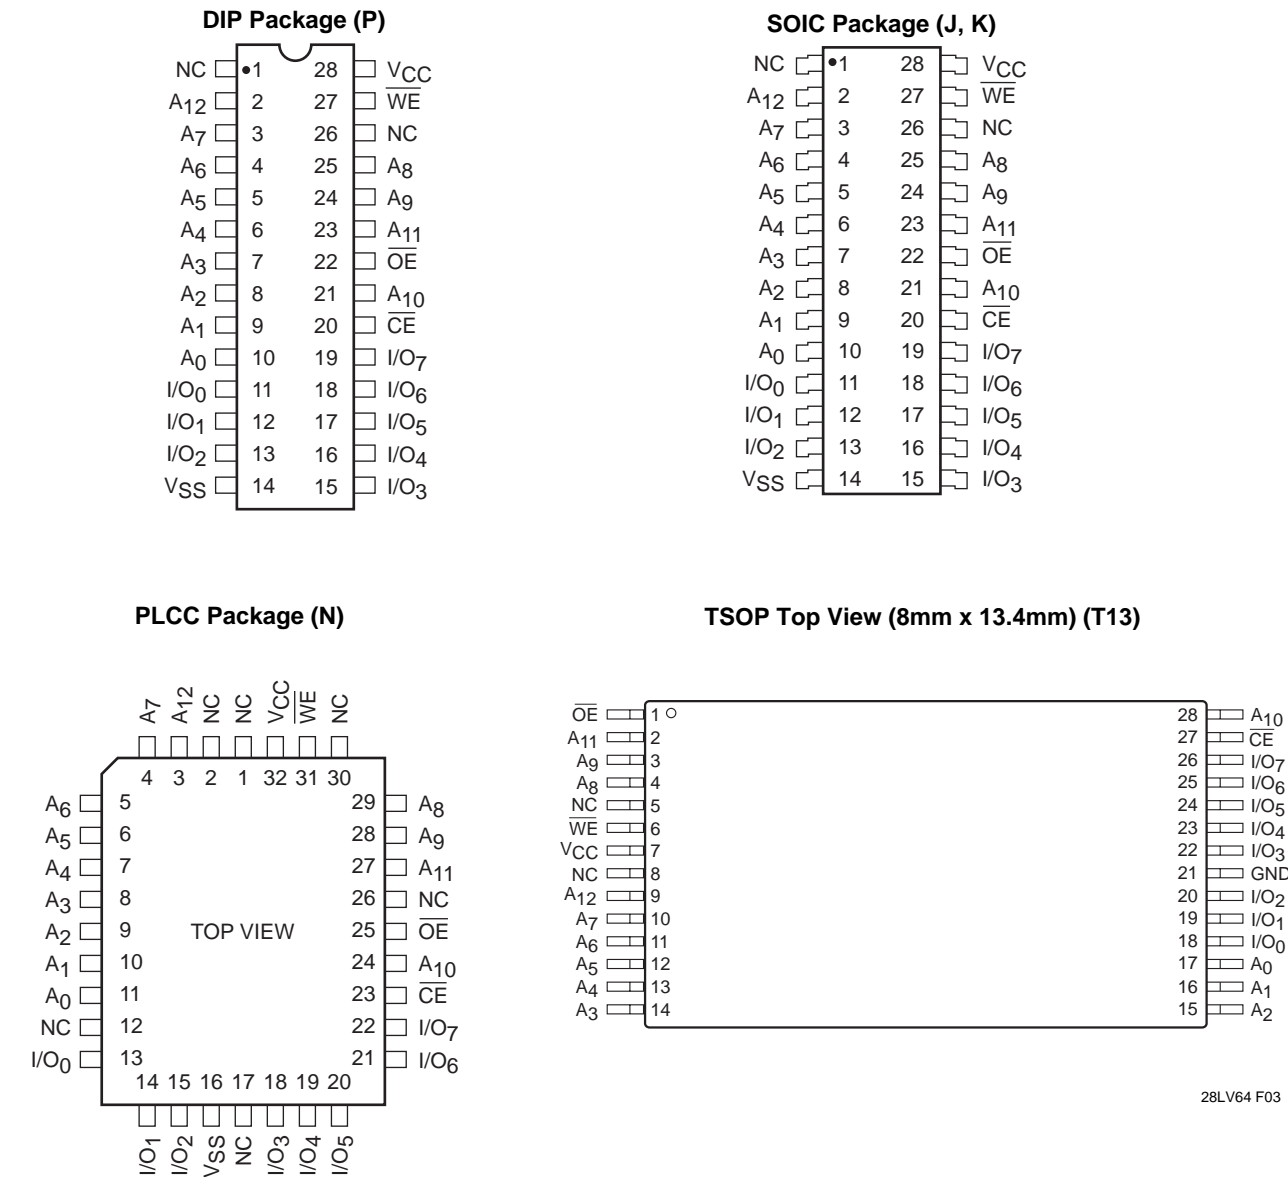 DIP Package (P)
NC 1 28 VCC
A12 2 27 WE
A7 3 26 NC
A6 4 25 A8
A5 5 24 A9
A4 6 23 A11
A3 7 22 OE
A2 8 21 A10
A1 9 20 CE
A0 10 19 I/O7
I/O0 11 18 I/O6
I/O1 12 17 I/O5
I/O2 13 16 I/O4
VSS 14 15 I/O3
SOIC Package (J, K)
NC 1 28 VCC
A12 2 27 WE
A7 3 26 NC
A6 4 25 A8
A5 5 24 A9
A4 6 23 A11
A3 7 22 OE
A2 8 21 A10
A1 9 20 CE
A0 10 19 I/O7
I/O0 11 18 I/O6
I/O1 12 17 I/O5
I/O2 13 16 I/O4
VSS 14 15 I/O3
PLCC Package (N)
A7 A12 NC NC VCC WE NC
4 3 2 1 32 31 30
A6 5 29 A8
A5 6 28 A9
A4 7 27 A11
A3 8 26 NC
A2 9 TOP VIEW 25 OE
A1 10 24 A10
A0 11 23 CE
NC 12 22 I/O7
I/O0 13 21 I/O6
14 15 16 17 18 19 20
I/O1 I/O2 VSS NC I/O3 I/O4 I/O5
TSOP Top View (8mm x 13.4mm) (T13)
OE 1 28 A10
A11 2 27 CE
A9 3 26 I/O7
A8 4 25 I/O6
NC 5 24 I/O5
WE 6 23 I/O4
VCC 7 22 I/O3
NC 8 21 GND
A12 9 20 I/O2
A7 10 19 I/O1
A6 11 18 I/O0
A5 12 17 A0
A4 13 16 A1
A3 14 15 A2
28LV64 F03